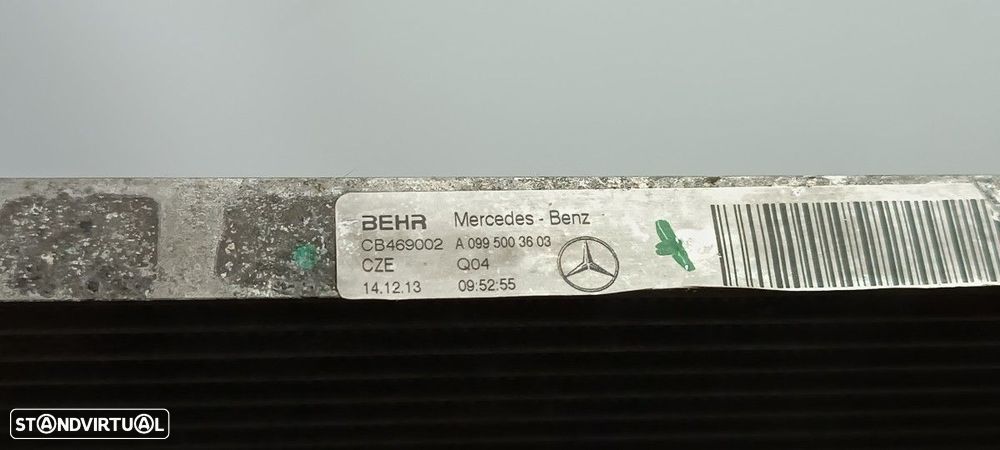 BEHR Mercedes - Benz
CB469002 A 099 500 36 03
CZE Q04
14.12.13 09:52:55
STANDVIRTUAL